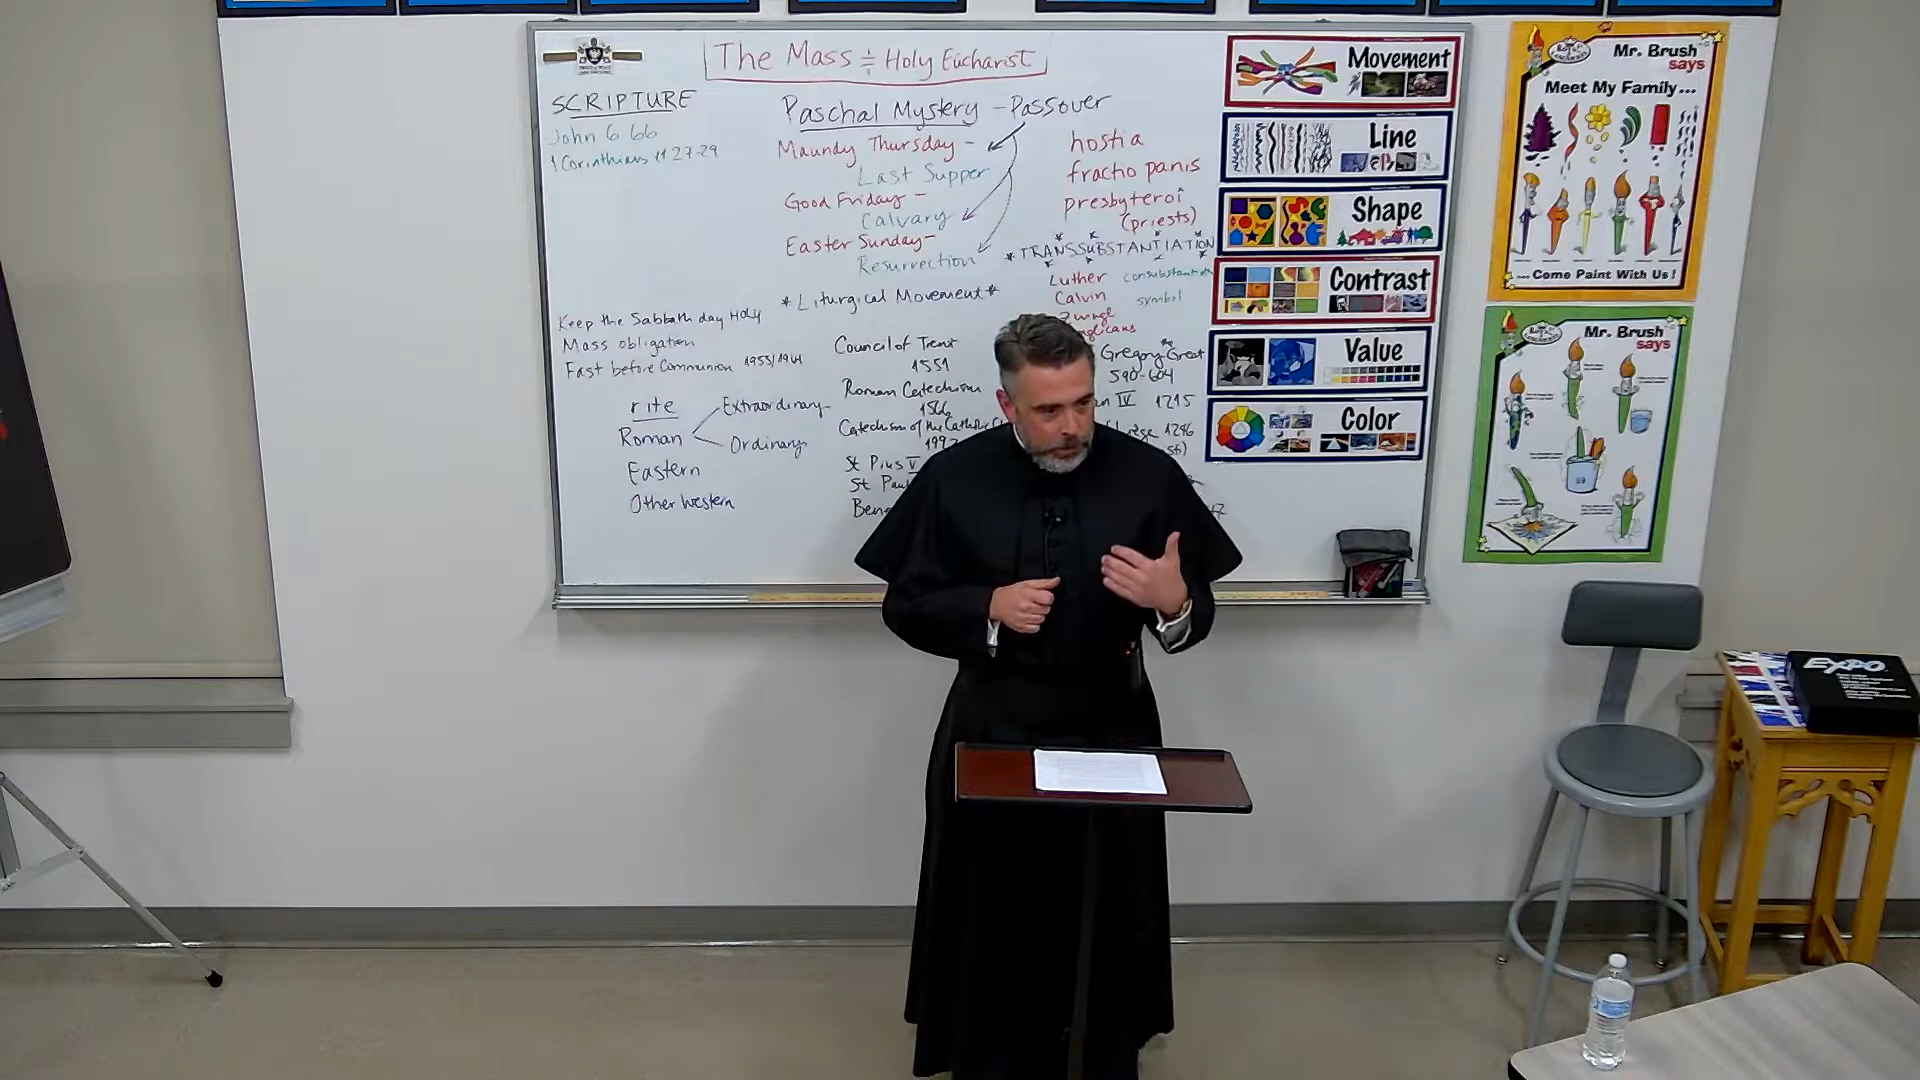 The Mass & Holy Eucharist
SCRIPTURE
John 6 66
1 Corinthians 11 27-29
Keep the Sabbath day Holy
Mass obligation
Fast before Communion 1953/1964
rite
Extraordinary
Roman
Ordinary
Eastern
Other Western
Paschal Mystery - Passover
Maundy Thursday -
Last Supper
Good Friday -
Calvary
Easter Sunday -
Resurrection
* Liturgical Movement *
Council of Trent
1551
Roman Catechism
1566
Catechism of the Catholic
1992
St Pius V
St Paul
hostia
fractio panis
presbyteroi
(priests)
* TRANSSUBSTANTIATION
Luther
Calvin symbol
Gregory Great
590-604
IV 1215
Movement
Line
Shape
Contrast
Value
Color
Mr. Brush
says
Meet My Family...
... Come Paint With Us!
Mr. Brush
says
EXPO